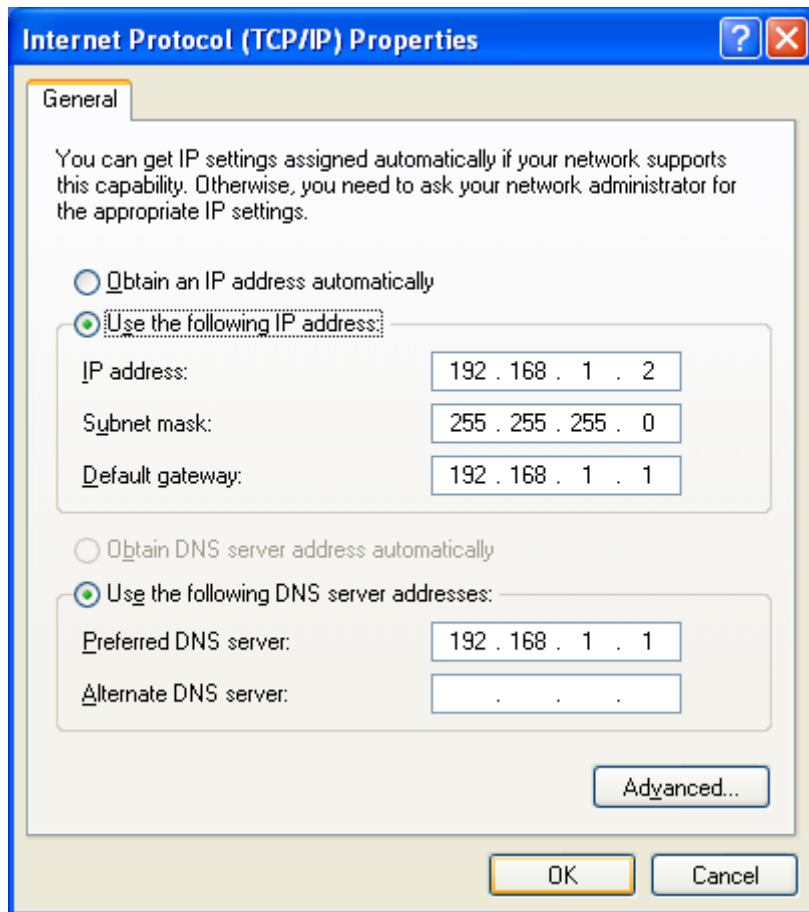 Internet Protocol (TCP/IP) Properties
General
You can get IP settings assigned automatically if your network supports
this capability. Otherwise, you need to ask your network administrator for
the appropriate IP settings.
Obtain an IP address automatically
Use the following IP address:
IP address: 192 . 168 . 1 . 2
Subnet mask: 255 . 255 . 255 . 0
Default gateway: 192 . 168 . 1 . 1
Obtain DNS server address automatically
Use the following DNS server addresses:
Preferred DNS server: 192 . 168 . 1 . 1
Alternate DNS server: . . .
Advanced...
OK Cancel